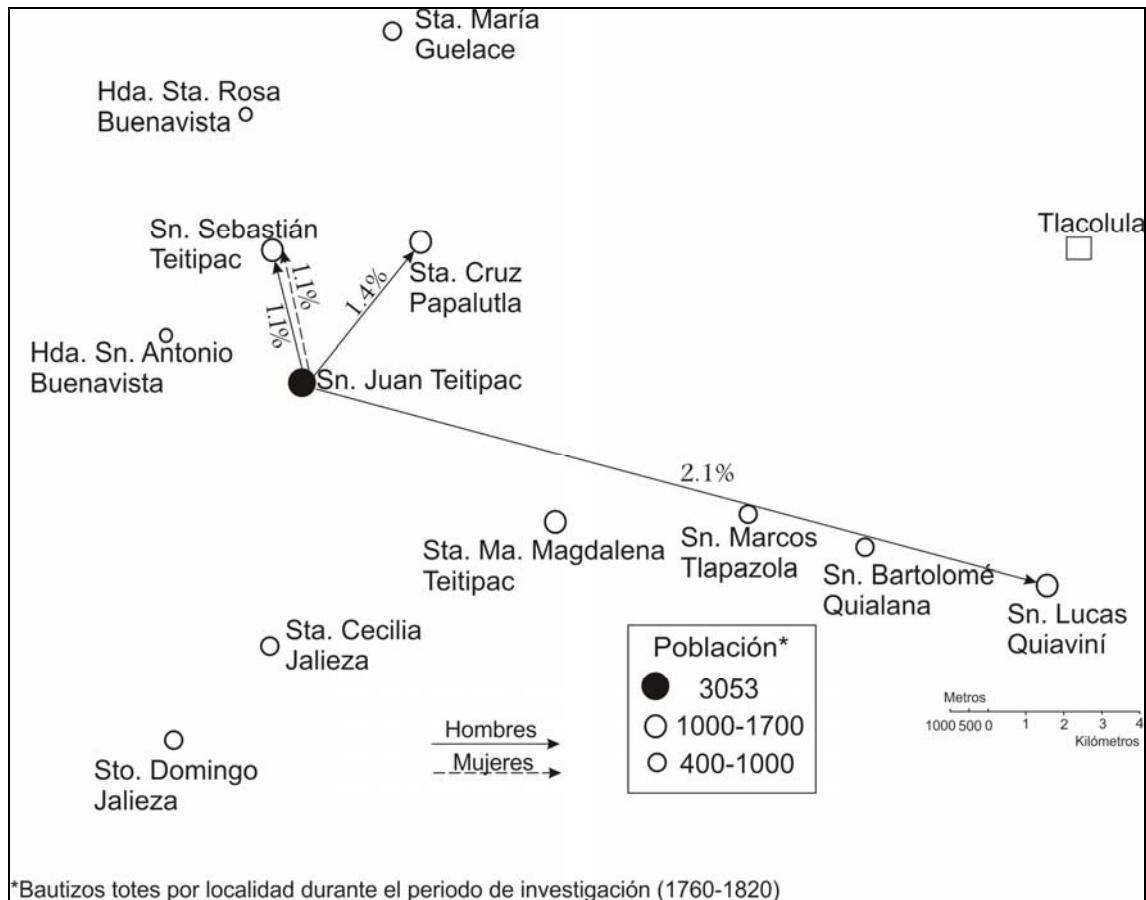 Sta. María
Guelace
Hda. Sta. Rosa
Buenavista
Sn. Sebastián
Teitipac
Tlacolula
Sta. Cruz
Papalutla
1.1%
1.1%
1.4%
Hda. Sn. Antonio
Buenavista
Sn. Juan Teitipac
2.1%
Sta. Ma. Magdalena
Teitipac
Sn. Marcos
Tlapazola
Sn. Bartolomé
Quialana
Sn. Lucas
Quiaviní
Sta. Cecilia
Jalieza
Sto. Domingo
Jalieza
Hombres
Mujeres
Población*
3053
1000-1700
400-1000
Metros
1000 500 0 1 2 3 4
Kilómetros
*Bautizos totes por localidad durante el periodo de investigación (1760-1820)